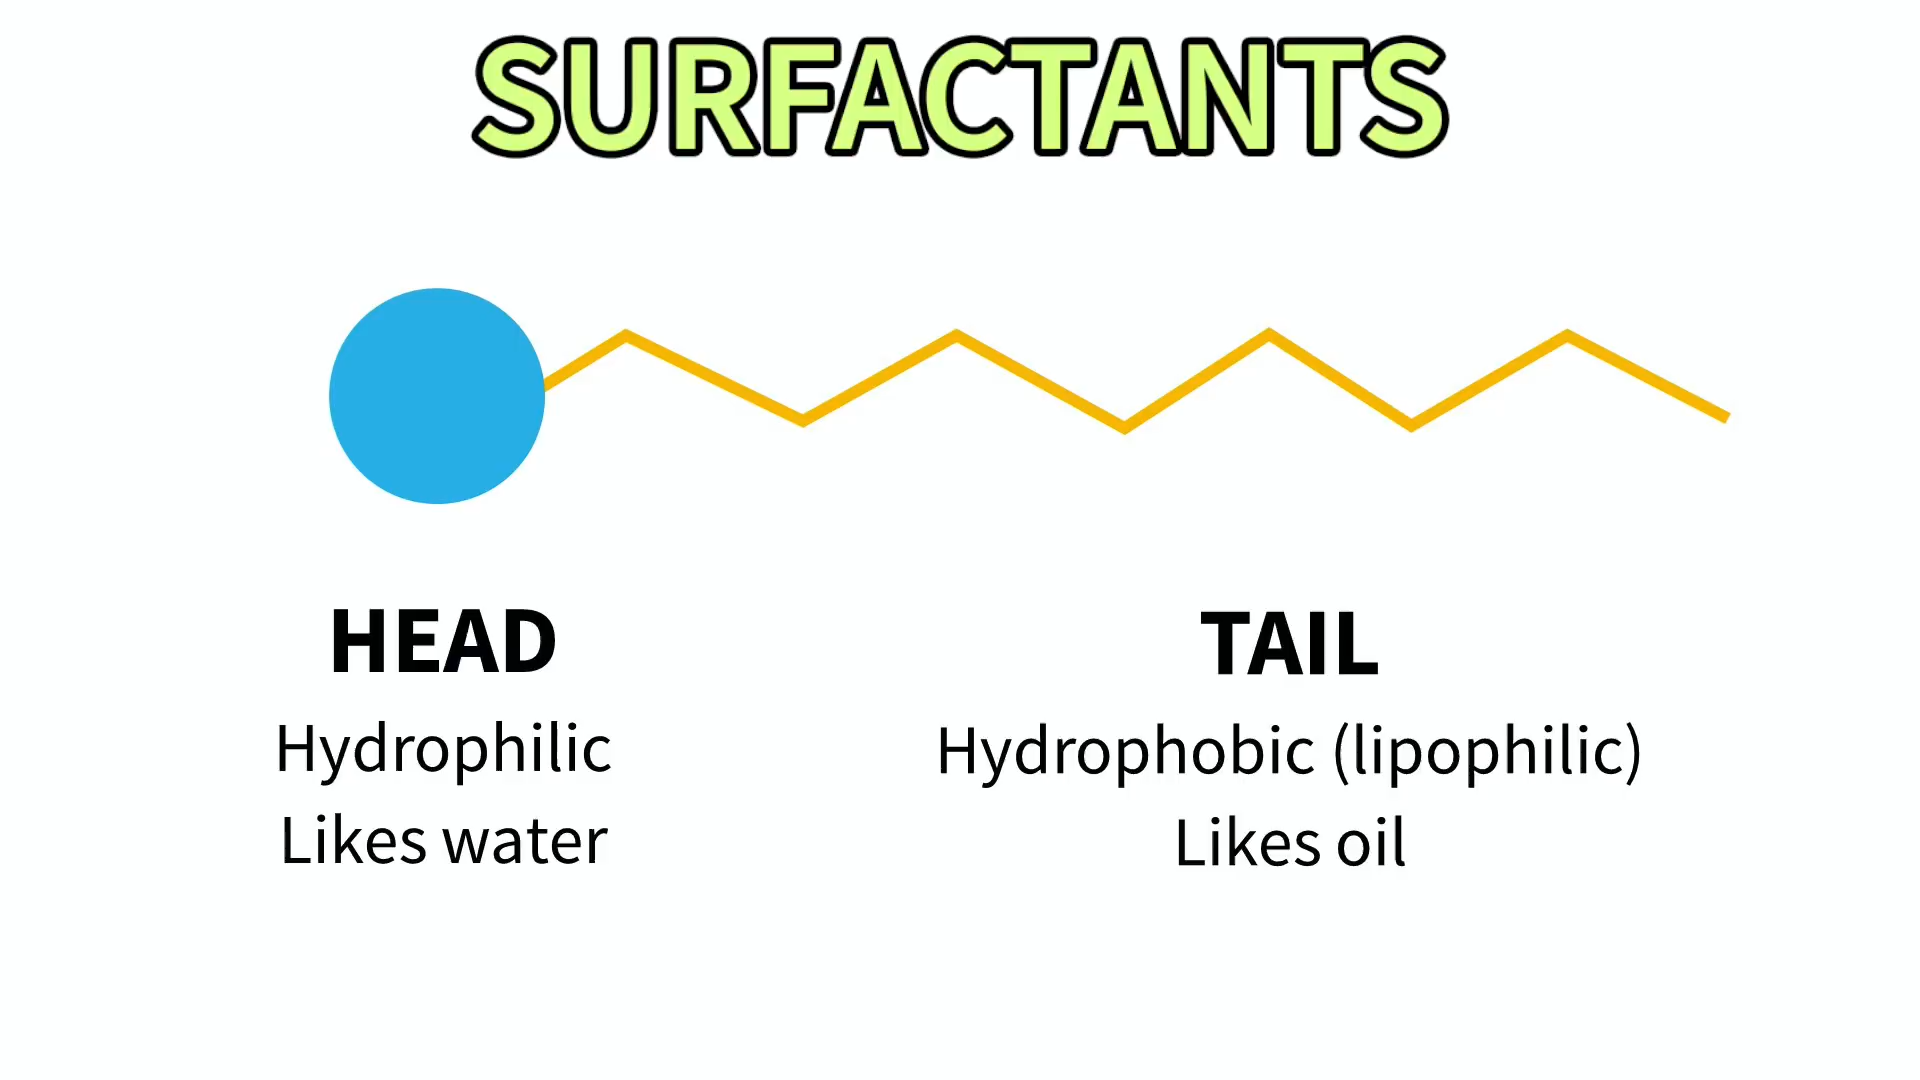 SURFACTANTS
HEAD
Hydrophilic
Likes water
TAIL
Hydrophobic (lipophilic)
Likes oil